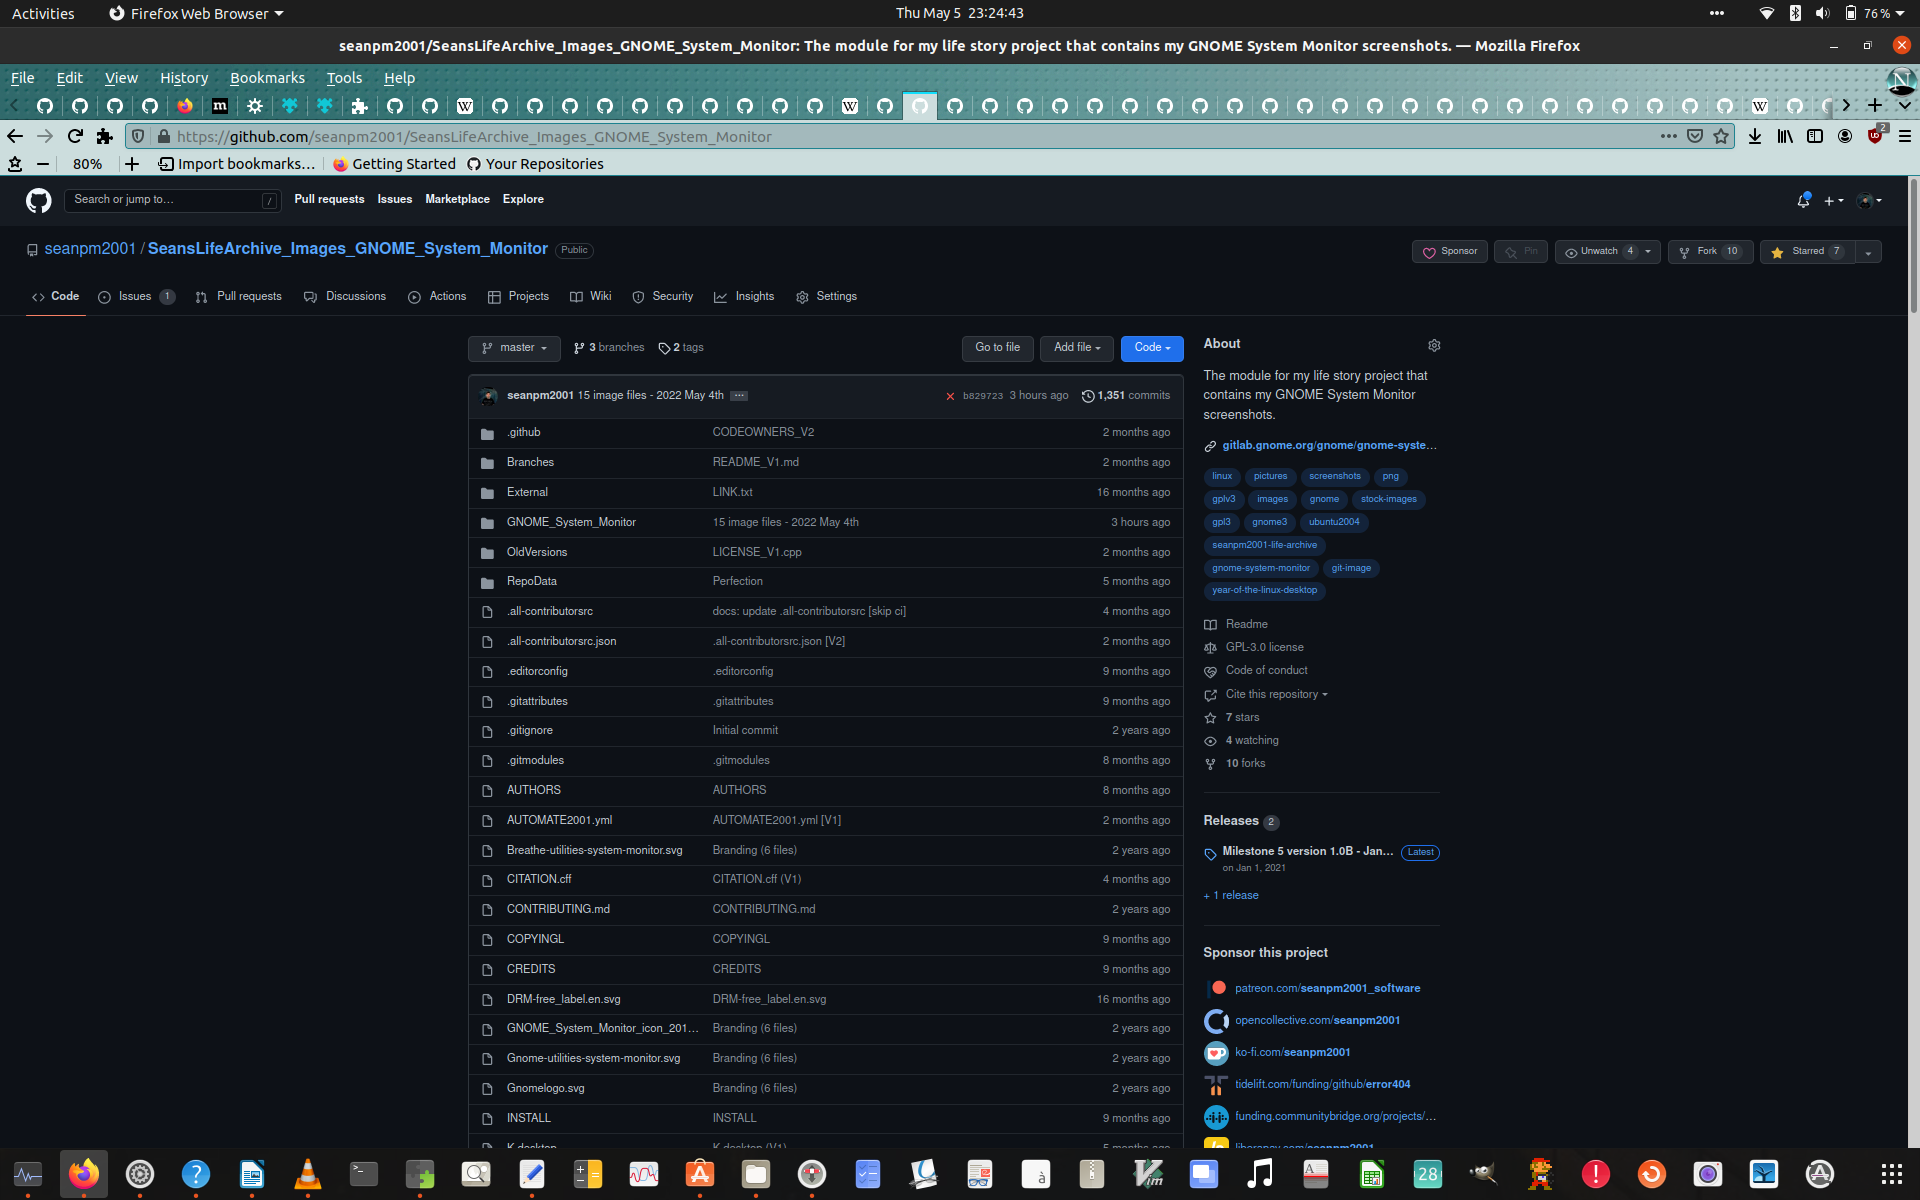 Activities
Firefox Web Browser
Thu May 5 23:24:43
76 %
seanpm2001/SeansLifeArchive_Images_GNOME_System_Monitor: The module for my life story project that contains my GNOME System Monitor screenshots. — Mozilla Firefox
File Edit View History Bookmarks Tools Help
https://github.com/seanpm2001/SeansLifeArchive_Images_GNOME_System_Monitor
2
80% Import bookmarks… Getting Started Your Repositories
Search or jump to… / Pull requests Issues Marketplace Explore
seanpm2001 / SeansLifeArchive_Images_GNOME_System_Monitor Public
Sponsor Pin Unwatch 4 Fork 10 Starred 7
Code Issues 1 Pull requests Discussions Actions Projects Wiki Security Insights Settings
master 3 branches 2 tags Go to file Add file Code
seanpm2001 15 image files - 2022 May 4th ... b829723 3 hours ago 1,351 commits
.github CODEOWNERS_V2 2 months ago
Branches README_V1.md 2 months ago
External LINK.txt 16 months ago
GNOME_System_Monitor 15 image files - 2022 May 4th 3 hours ago
OldVersions LICENSE_V1.cpp 2 months ago
RepoData Perfection 5 months ago
.all-contributorsrc docs: update .all-contributorsrc [skip ci] 4 months ago
.all-contributorsrc.json .all-contributorsrc.json [V2] 2 months ago
.editorconfig .editorconfig 9 months ago
.gitattributes .gitattributes 9 months ago
.gitignore Initial commit 2 years ago
.gitmodules .gitmodules 8 months ago
AUTHORS AUTHORS 8 months ago
AUTOMATE2001.yml AUTOMATE2001.yml [V1] 2 months ago
Breathe-utilities-system-monitor.svg Branding (6 files) 2 years ago
CITATION.cff CITATION.cff (V1) 4 months ago
CONTRIBUTING.md CONTRIBUTING.md 2 years ago
COPYINGL COPYINGL 9 months ago
CREDITS CREDITS 9 months ago
DRM-free_label.en.svg DRM-free_label.en.svg 16 months ago
GNOME_System_Monitor_icon_201… Branding (6 files) 2 years ago
Gnome-utilities-system-monitor.svg Branding (6 files) 2 years ago
Gnomelogo.svg Branding (6 files) 2 years ago
INSTALL INSTALL 9 months ago
About
The module for my life story project that
contains my GNOME System Monitor
screenshots.
gitlab.gnome.org/gnome/gnome-syste…
linux pictures screenshots png
gplv3 images gnome stock-images
gpl3 gnome3 ubuntu2004
seanpm2001-life-archive
gnome-system-monitor git-image
year-of-the-linux-desktop
Readme
GPL-3.0 license
Code of conduct
Cite this repository
7 stars
4 watching
10 forks
Releases 2
Milestone 5 version 1.0B - Jan… Latest
on Jan 1, 2021
+ 1 release
Sponsor this project
patreon.com/seanpm2001_software
opencollective.com/seanpm2001
ko-fi.com/seanpm2001
tidelift.com/funding/github/error404
funding.communitybridge.org/projects/…
28